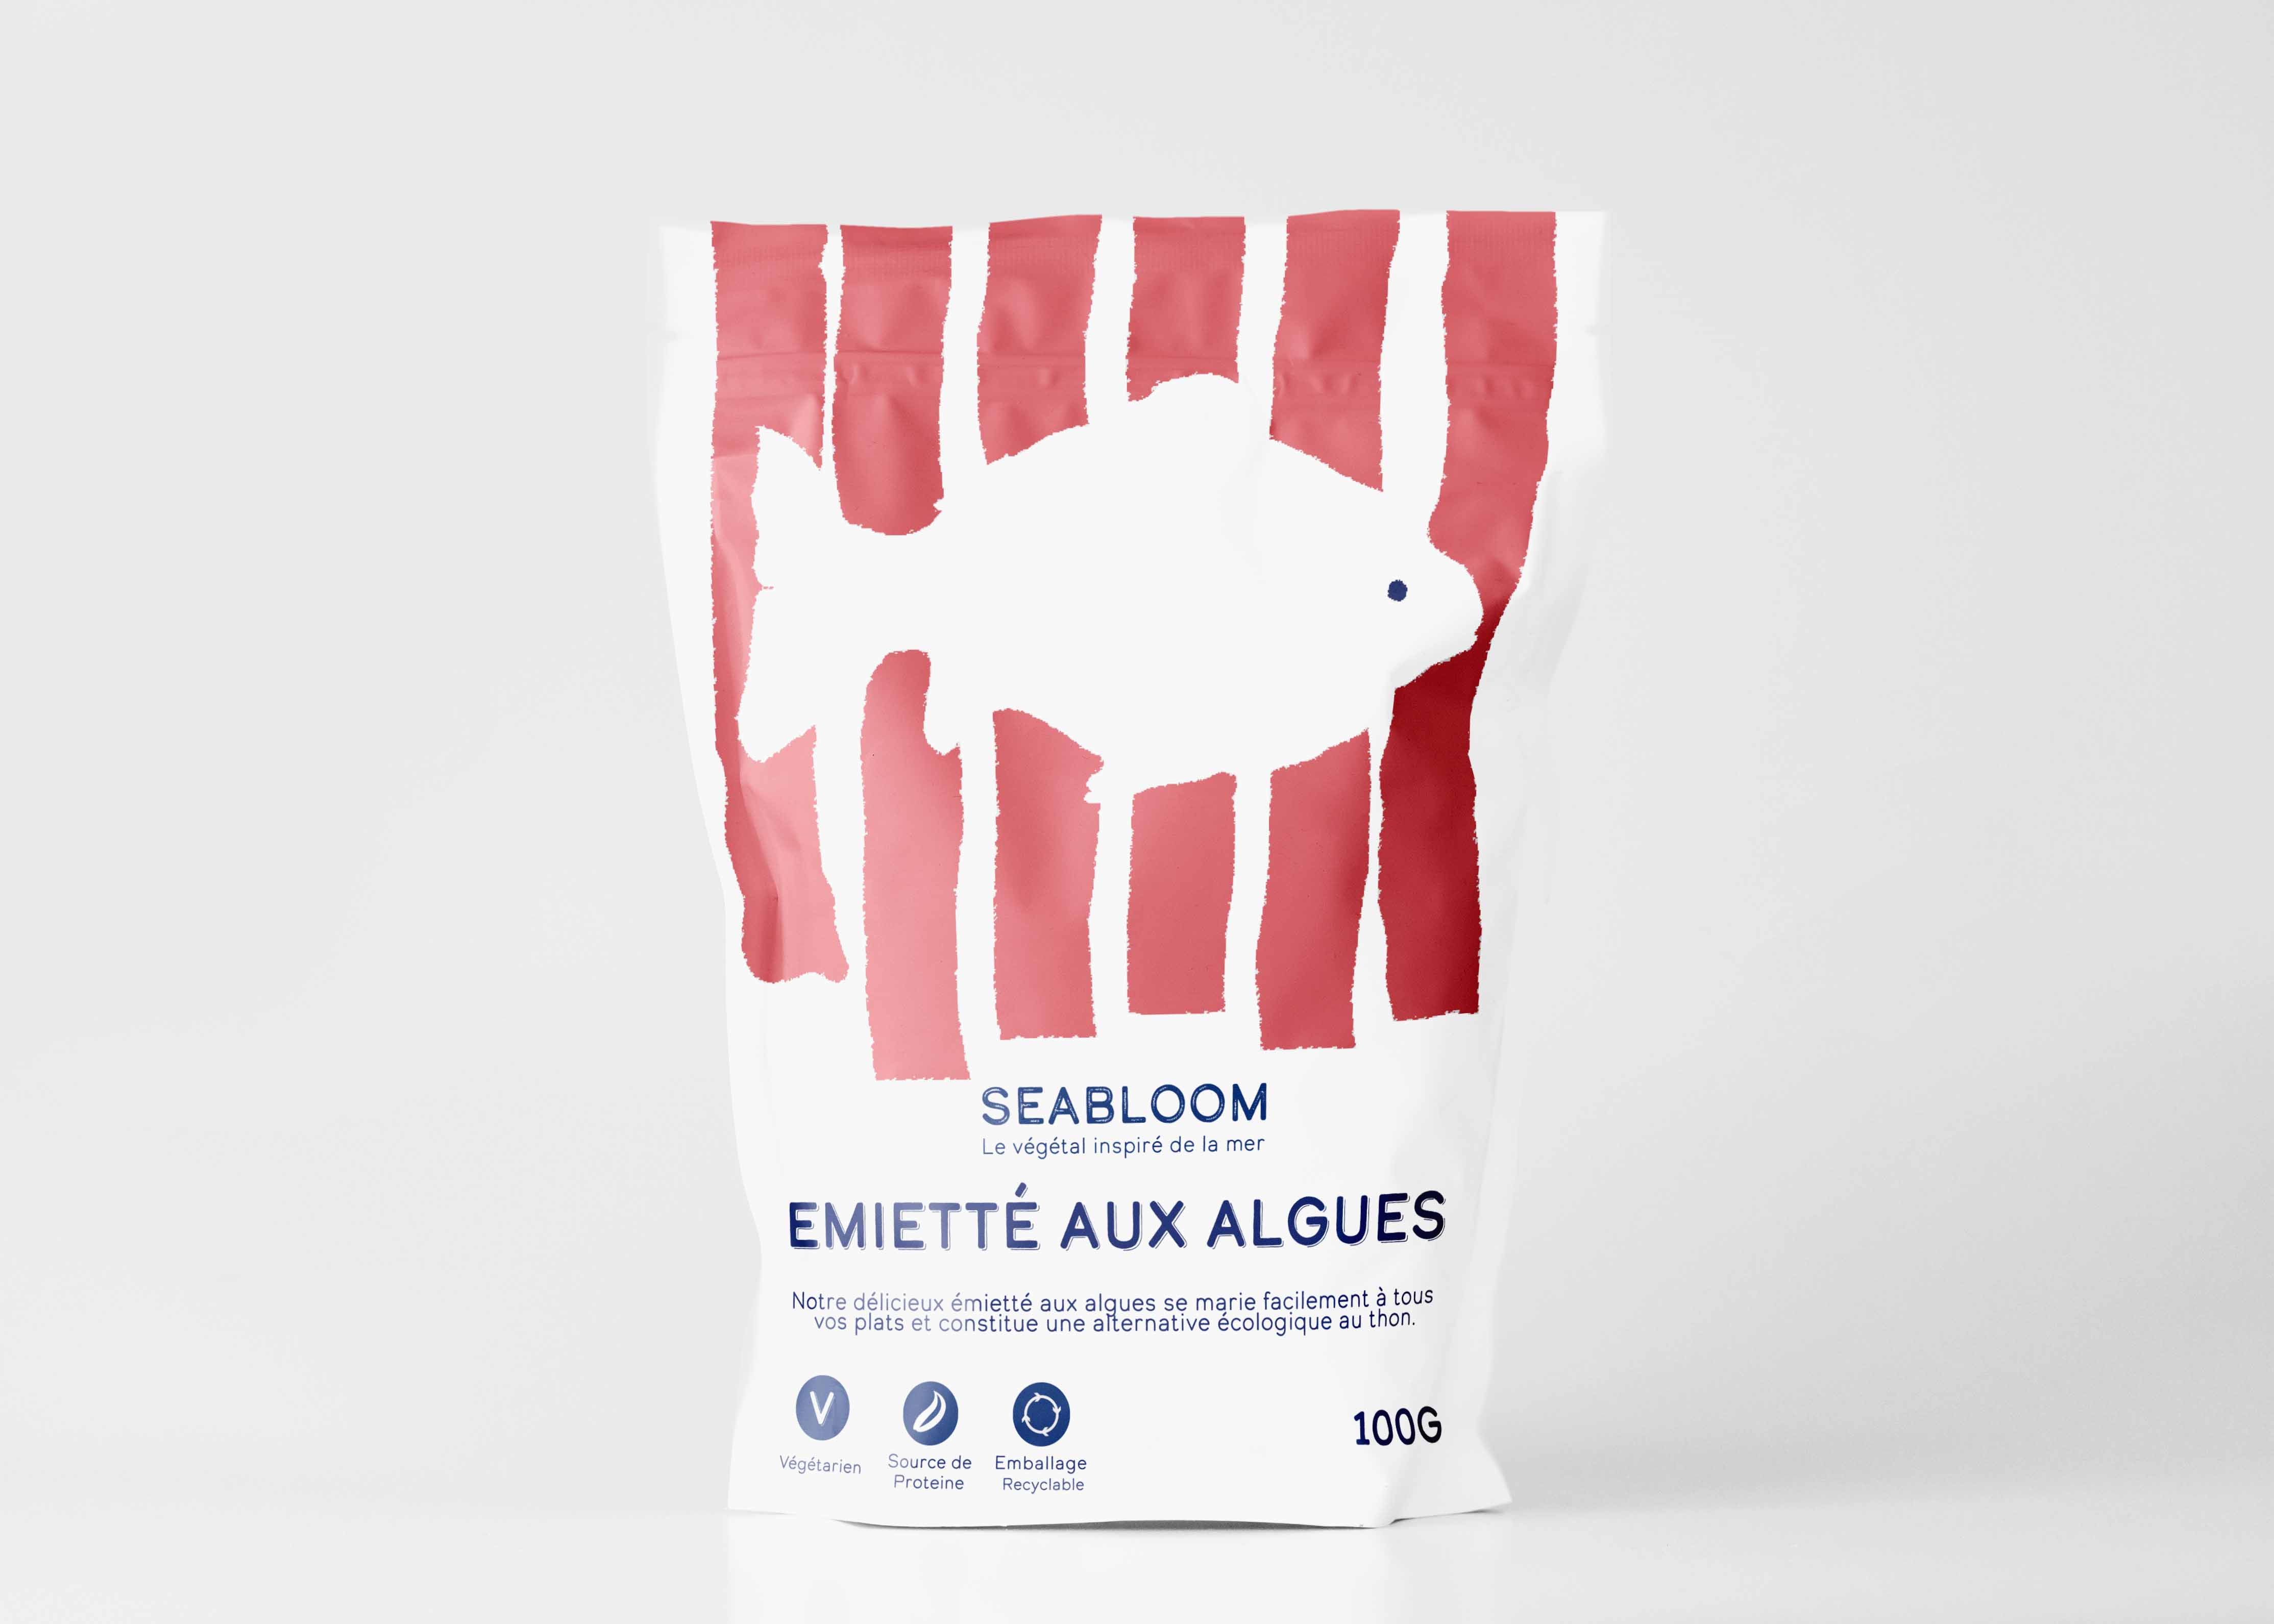 SEABLOOM
Le végétal inspiré de la mer
EMIETTÉ AUX ALGUES
Notre délicieux émietté aux algues se marie facilement à tous
vos plats et constitue une alternative écologique au thon.
V
Végétarien
Source de
Proteine
Emballage
Recyclable
100G